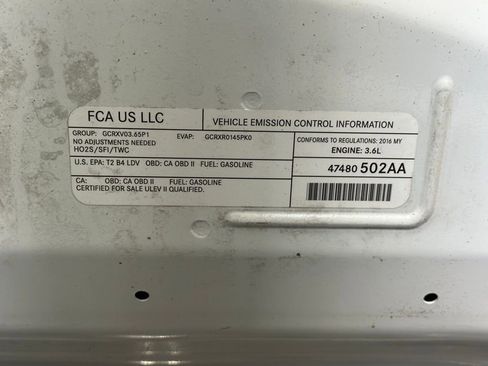 FCA US LLC
VEHICLE EMISSION CONTROL INFORMATION
GROUP: GCRXV03.65P1 EVAP: GCRXR0145PK0
NO ADJUSTMENTS NEEDED
HO2S/SFI/TWC
CONFORMS TO REGULATIONS: 2016 MY
ENGINE: 3.6L
U.S. EPA: T2 B4 LDV OBD: CA OBD II FUEL: GASOLINE
47480 502AA
CA: OBD: CA OBD II FUEL: GASOLINE
CERTIFIED FOR SALE ULEV II QUALIFIED.